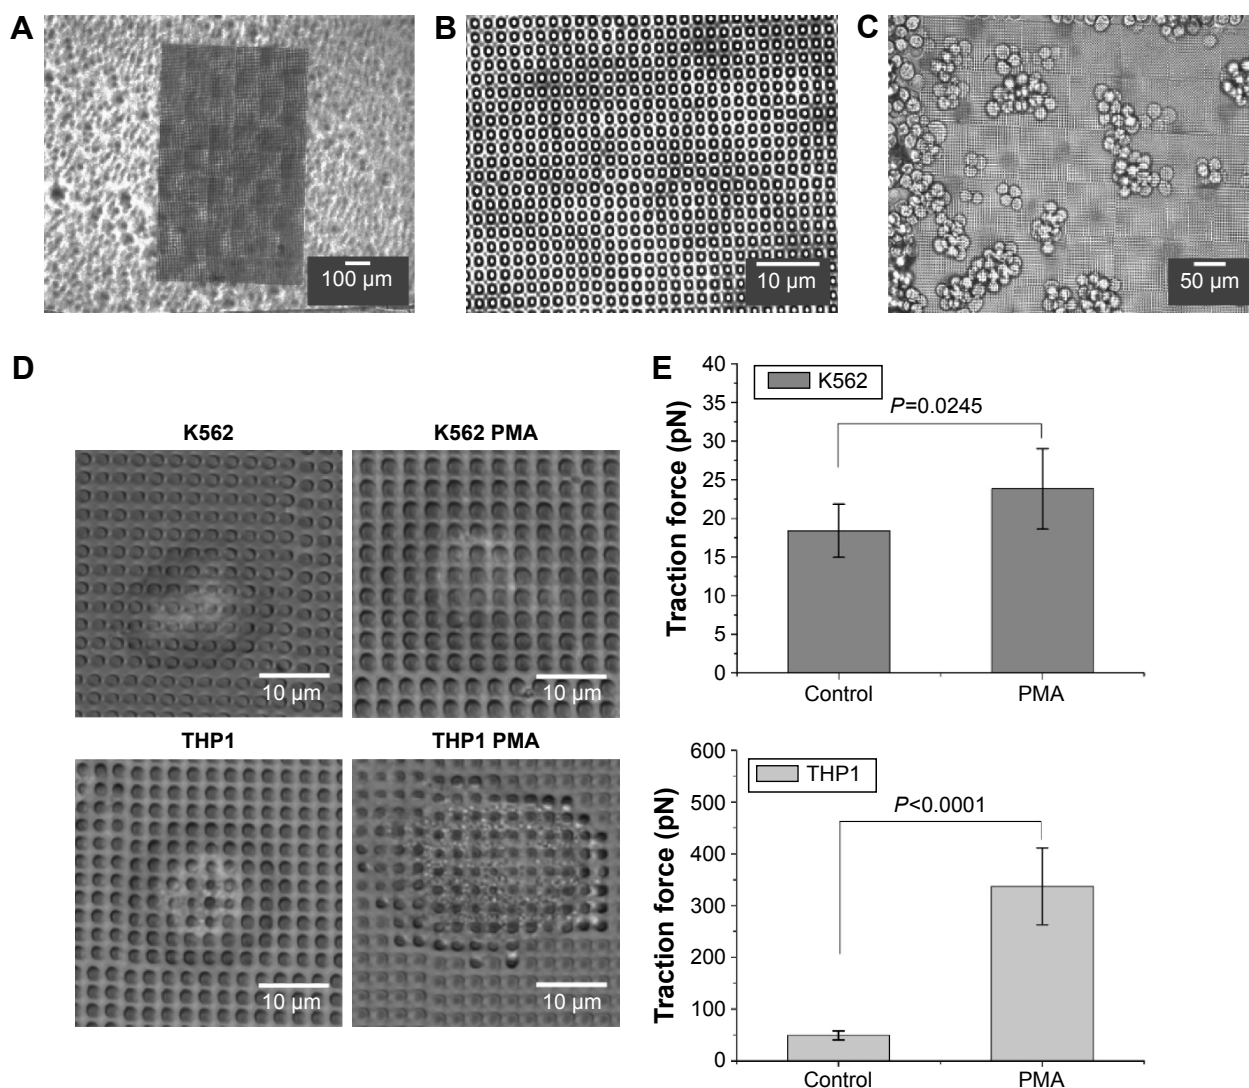 A
B
C
100 µm
10 µm
50 µm
D
K562
K562 PMA
10 µm
10 µm
THP1
THP1 PMA
10 µm
10 µm
E
K562
P=0.0245
Traction force (pN)
40
35
30
25
20
15
10
5
0
Control
PMA
THP1
P<0.0001
Traction force (pN)
600
500
400
300
200
100
0
Control
PMA